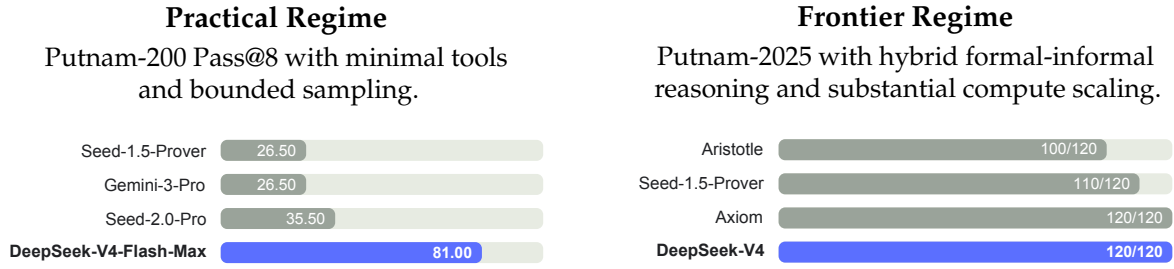 Practical Regime
Putnam-200 Pass@8 with minimal tools
and bounded sampling.
Seed-1.5-Prover 26.50
Gemini-3-Pro 26.50
Seed-2.0-Pro 35.50
DeepSeek-V4-Flash-Max 81.00
Frontier Regime
Putnam-2025 with hybrid formal-informal
reasoning and substantial compute scaling.
Aristotle 100/120
Seed-1.5-Prover 110/120
Axiom 120/120
DeepSeek-V4 120/120